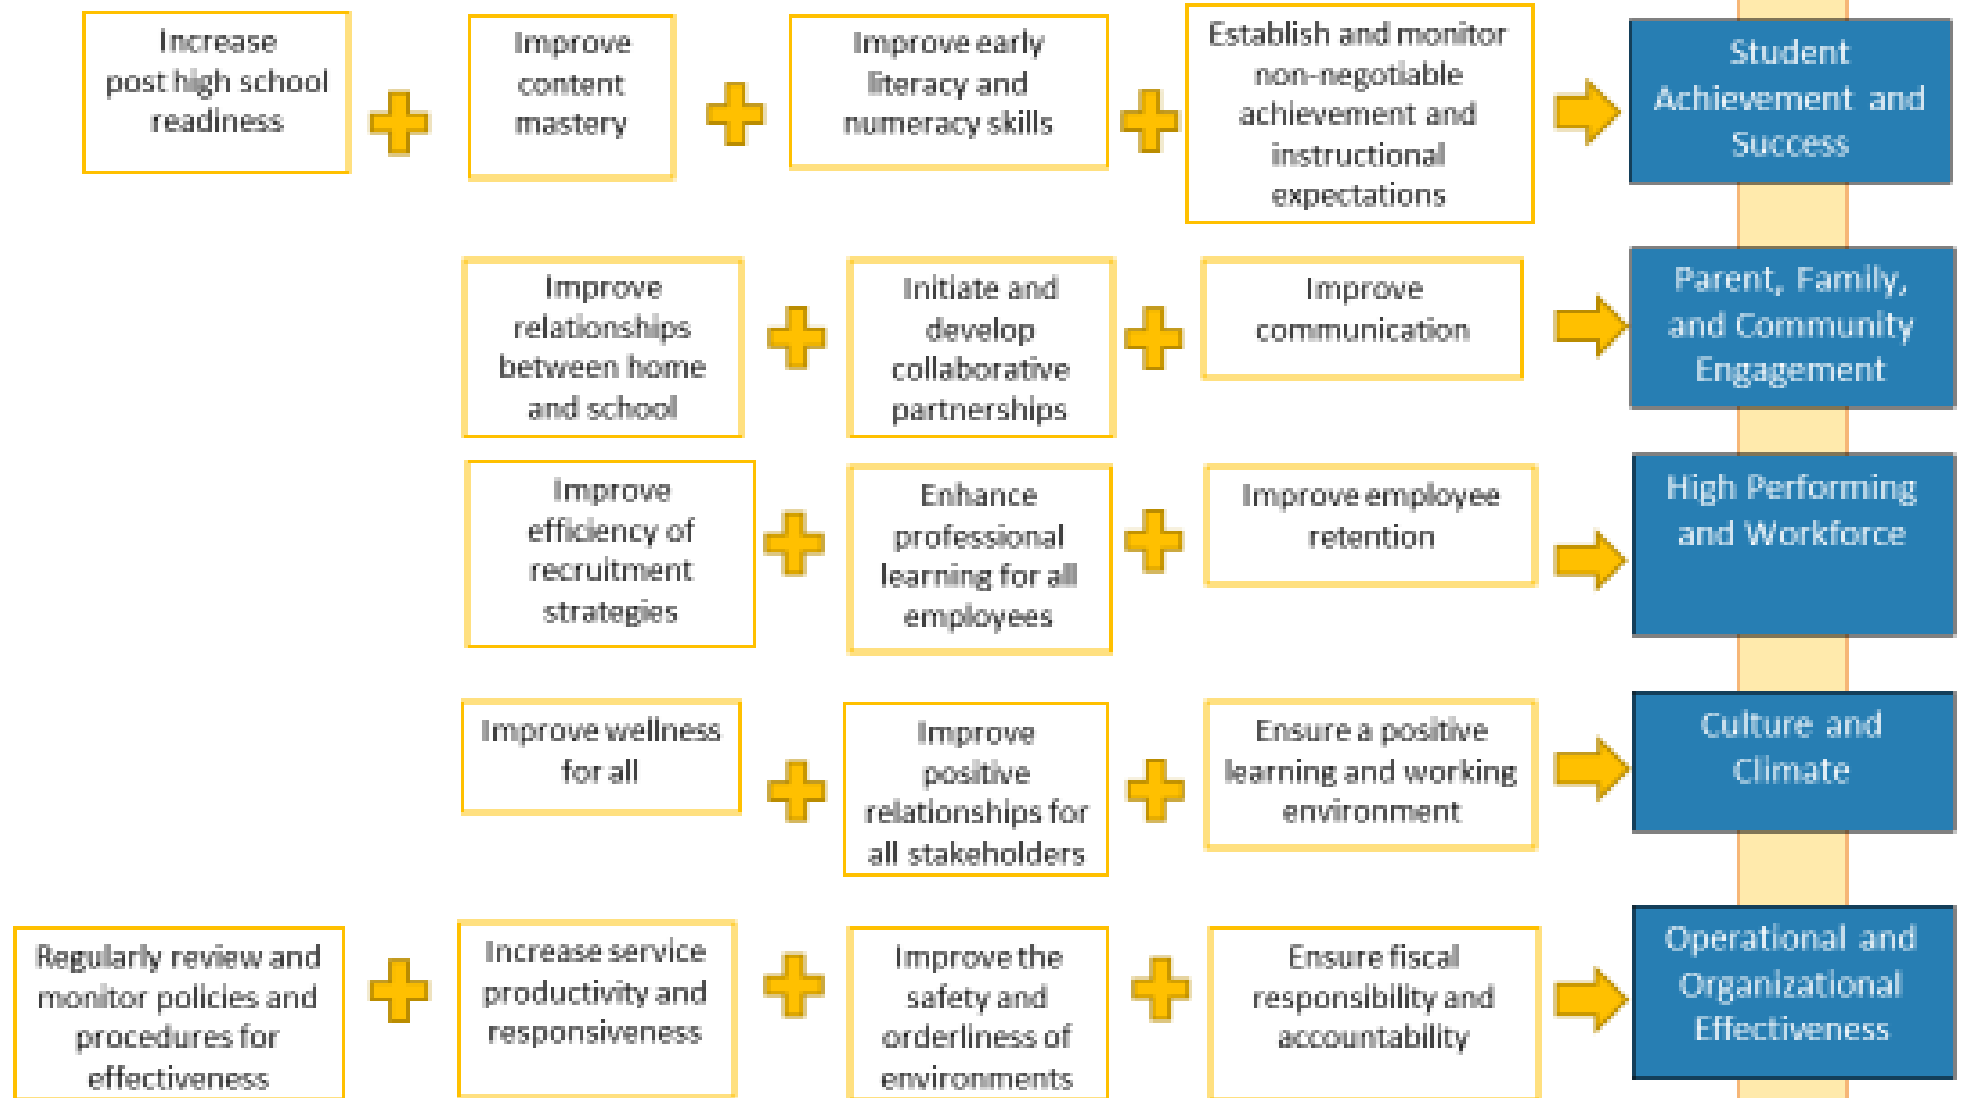 Increase
post high school
readiness
Improve
content
mastery
Improve early
literacy and
numeracy skills
Establish and monitor
non-negotiable
achievement and
instructional
expectations
Student
Achievement and
Success
Improve
relationships
between home
and school
Initiate and
develop
collaborative
partnerships
Improve
communication
Parent, Family,
and Community
Engagement
Improve
efficiency of
recruitment
strategies
Enhance
professional
learning for all
employees
Improve employee
retention
High Performing
and Workforce
Improve wellness
for all
Improve
positive
relationships for
all stakeholders
Ensure a positive
learning and working
environment
Culture and
Climate
Regularly review and
monitor policies and
procedures for
effectiveness
Increase service
productivity and
responsiveness
Improve the
safety and
orderliness of
environments
Ensure fiscal
responsibility and
accountability
Operational and
Organizational
Effectiveness